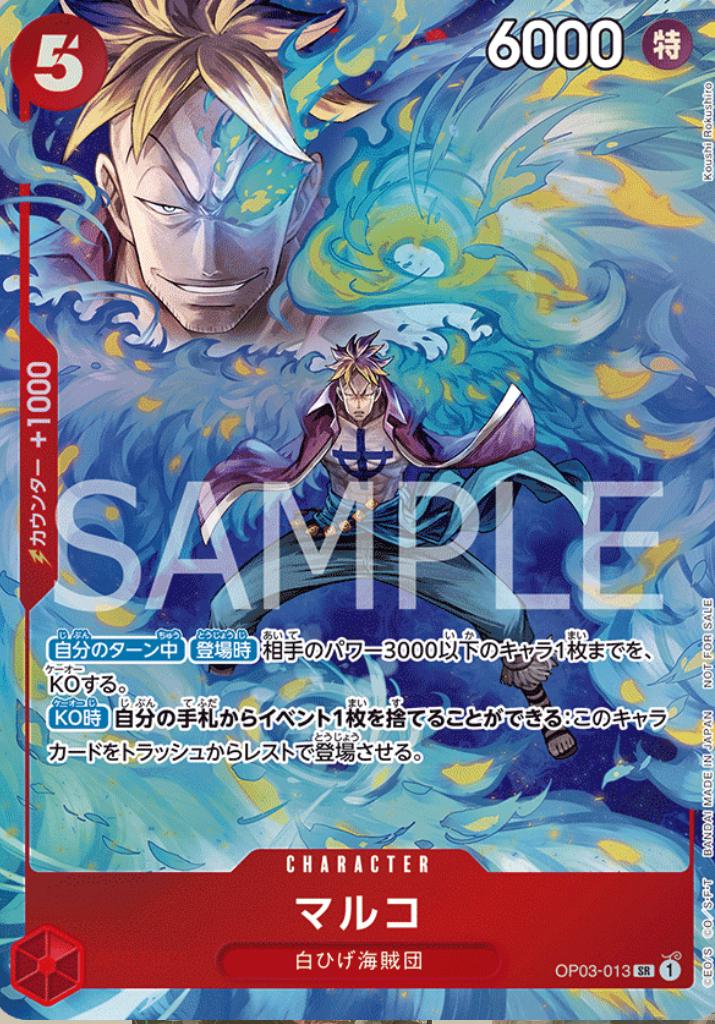 5
6000
特
Koushi Rokushiro
カウンター +1000
SAMPLE
自分のターン中 登場時 相手のパワー3000以下のキャラ1枚までを、
KOする。
KO時 自分の手札からイベント1枚を捨てることができる：このキャラ
カードをトラッシュからレストで登場させる。
NOT FOR SALE
BANDAI MADE IN JAPAN
©EO/S ©O/S･F･T
CHARACTER
マルコ
白ひげ海賊団
OP03-013 SR 1